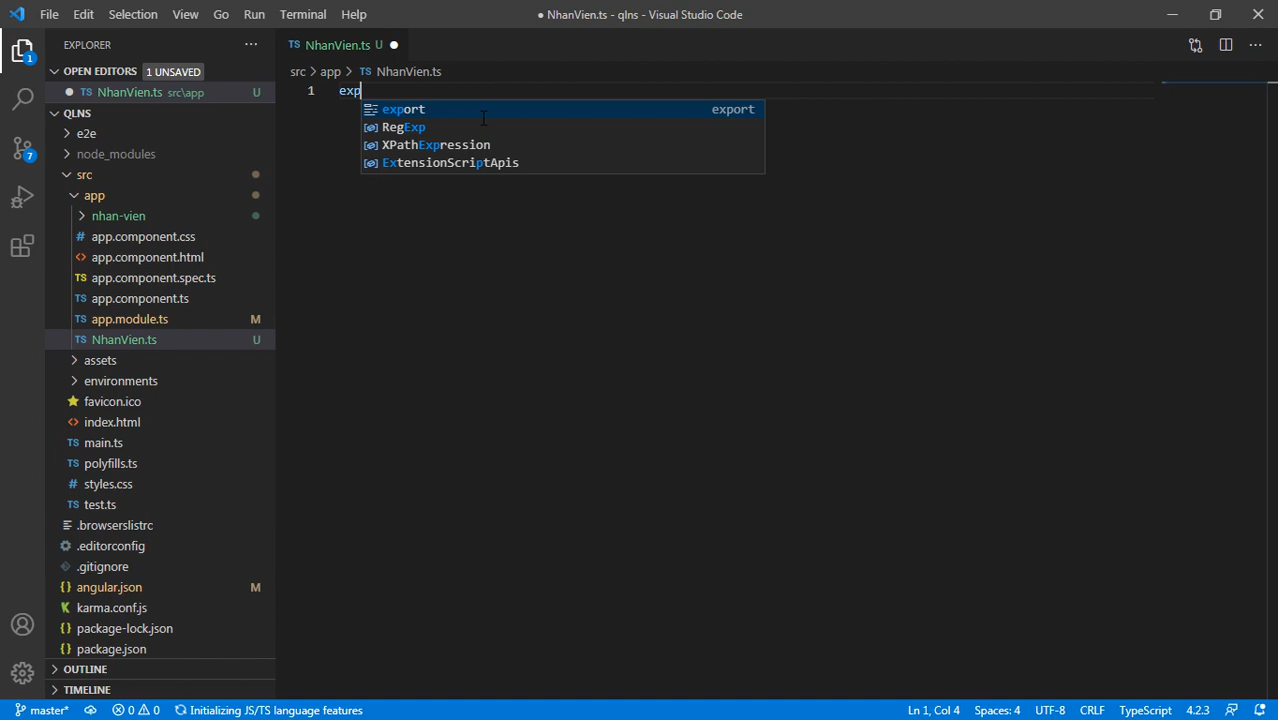 File Edit Selection View Go Run Terminal Help
● NhanVien.ts - qlns - Visual Studio Code
EXPLORER
TS NhanVien.ts U
OPEN EDITORS 1 UNSAVED
TS NhanVien.ts src\app U
src > app > TS NhanVien.ts
1 exp
export export
RegExp
XPathExpression
ExtensionScriptApis
1
7
QLNS
e2e
node_modules
src
app
nhan-vien
# app.component.css
<> app.component.html
TS app.component.spec.ts
TS app.component.ts
TS app.module.ts M
TS NhanVien.ts U
assets
environments
favicon.ico
<> index.html
TS main.ts
TS polyfills.ts
# styles.css
TS test.ts
.browserslistrc
.editorconfig
.gitignore
{} angular.json M
karma.conf.js
{} package-lock.json
{} package.json
OUTLINE
TIMELINE
master* 0 0 Initializing JS/TS language features
Ln 1, Col 4 Spaces: 4 UTF-8 CRLF TypeScript 4.2.3